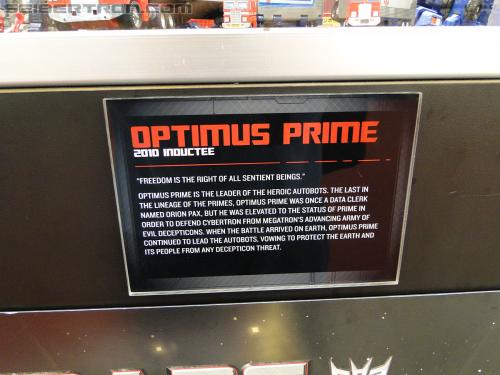 SEIBERTRON.COM
OPTIMUS PRIME
2010 INDUCTEE
"FREEDOM IS THE RIGHT OF ALL SENTIENT BEINGS."
OPTIMUS PRIME IS THE LEADER OF THE HEROIC AUTOBOTS. THE LAST IN
THE LINEAGE OF THE PRIMES, OPTIMUS PRIME WAS ONCE A DATA CLERK
NAMED ORION PAX, BUT HE WAS ELEVATED TO THE STATUS OF PRIME IN
ORDER TO DEFEND CYBERTRON FROM MEGATRON'S ADVANCING ARMY OF
EVIL DECEPTICONS. WHEN THE BATTLE ARRIVED ON EARTH, OPTIMUS PRIME
CONTINUED TO LEAD THE AUTOBOTS, VOWING TO PROTECT THE EARTH AND
ITS PEOPLE FROM ANY DECEPTICON THREAT.